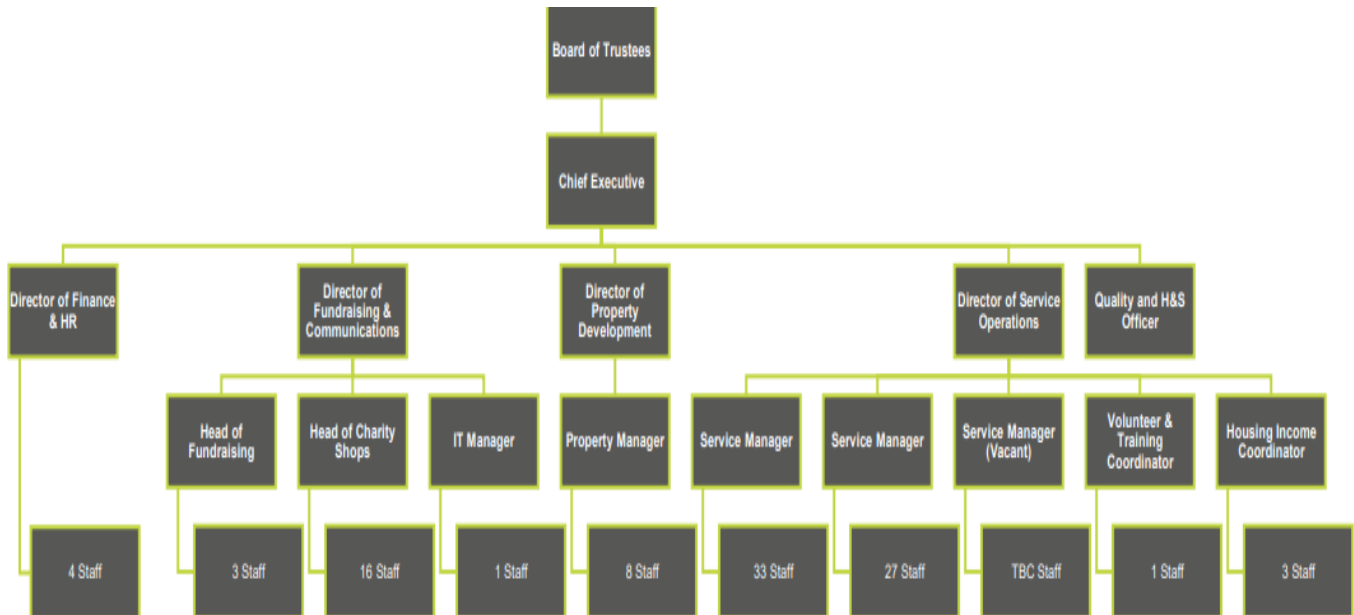 Board of Trustees
Chief Executive
Director of Finance
& HR
Director of
Fundraising &
Communications
Director of
Property
Development
Director of Service
Operations
Quality and H&S
Officer
Head of
Fundraising
Head of Charity
Shops
IT Manager
Property Manager
Service Manager
Service Manager
Service Manager
(Vacant)
Volunteer &
Training
Coordinator
Housing Income
Coordinator
4 Staff
3 Staff
16 Staff
1 Staff
8 Staff
33 Staff
27 Staff
TBC Staff
1 Staff
3 Staff